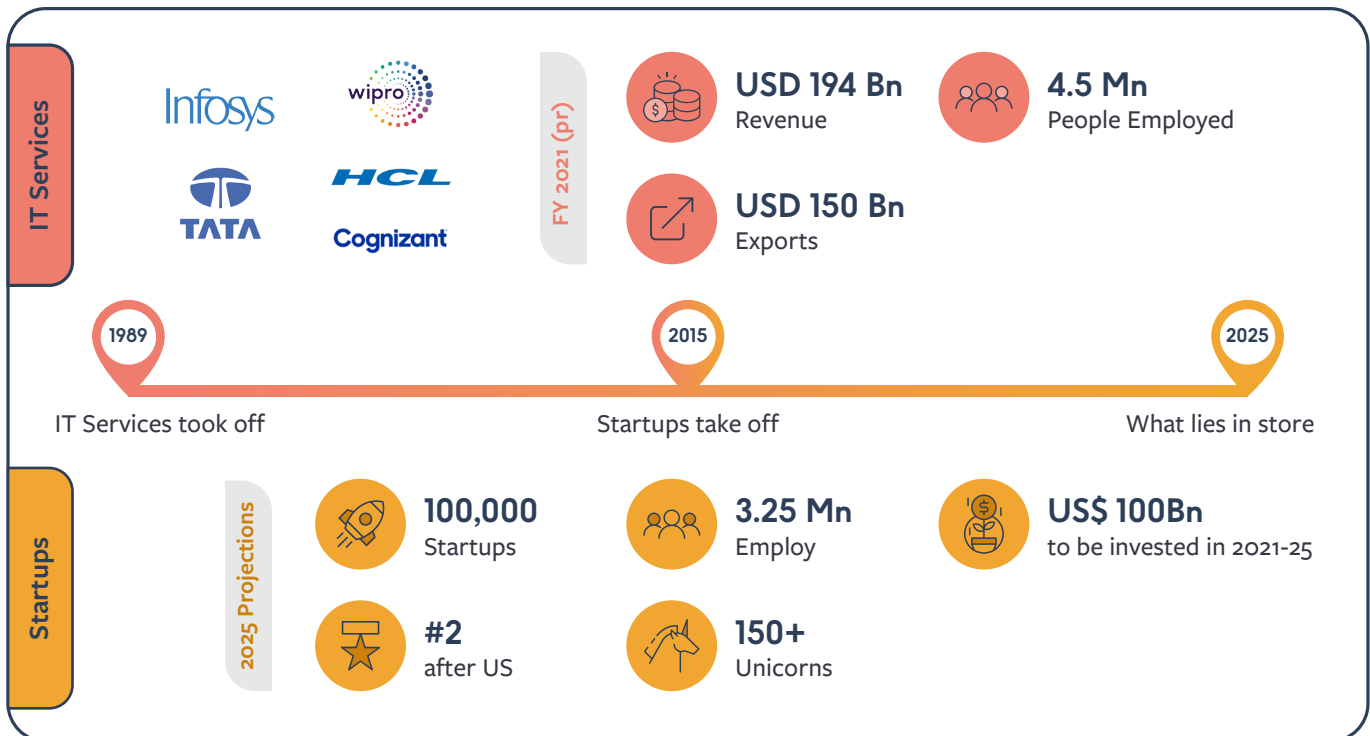 IT Services
Infosys
wipro
TATA
HCL
Cognizant
FY 2021 (pr)
$
USD 194 Bn
Revenue
4.5 Mn
People Employed
USD 150 Bn
Exports
1989
2015
2025
IT Services took off
Startups take off
What lies in store
Startups
2025 Projections
100,000
Startups
3.25 Mn
Employ
$
US$ 100Bn
to be invested in 2021-25
#2
after US
150+
Unicorns